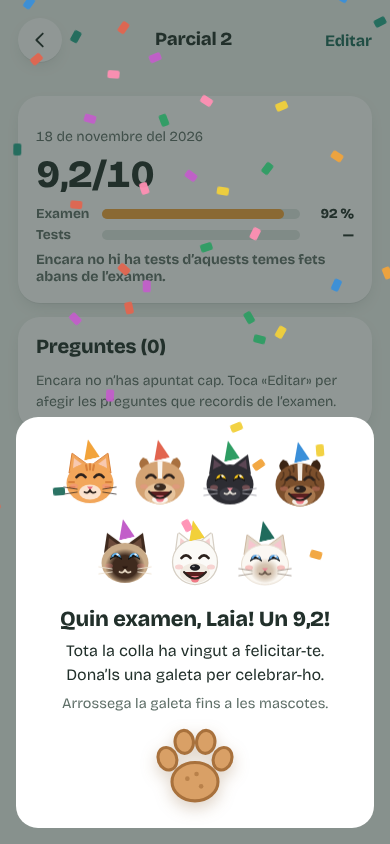 Parcial 2
Editar
18 de novembre del 2026
9,2/10
Examen 92 %
Tests —
Encara no hi ha tests d’aquests temes fets
abans de l’examen.
Preguntes (0)
Encara no n’has apuntat cap. Toca «Editar» per
afegir les preguntes que recordis de l’examen.
Quin examen, Laia! Un 9,2!
Tota la colla ha vingut a felicitar-te.
Dona’ls una galeta per celebrar-ho.
Arrossega la galeta fins a les mascotes.